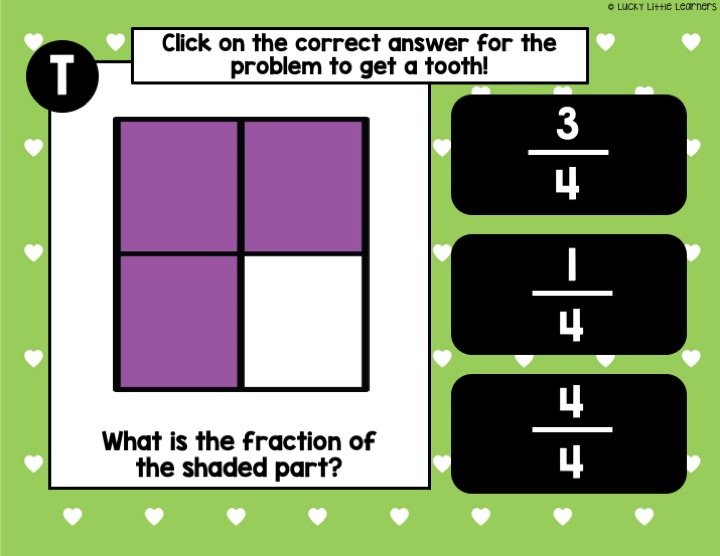 © Lucky Little Learners
Click on the correct answer for the
problem to get a tooth!
T
What is the fraction of
the shaded part?
3
4
1
4
4
4